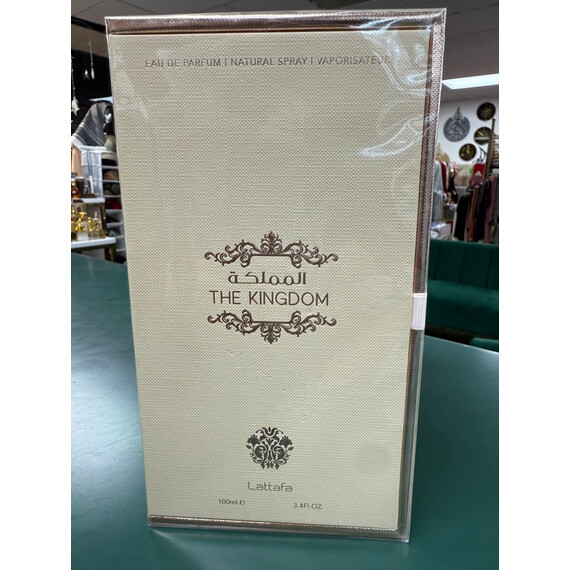 EAU DE PARFUM | NATURAL SPRAY | VAPORISATEUR
المملكة
THE KINGDOM
Lattafa
100ml.℮ 3.4FL.OZ